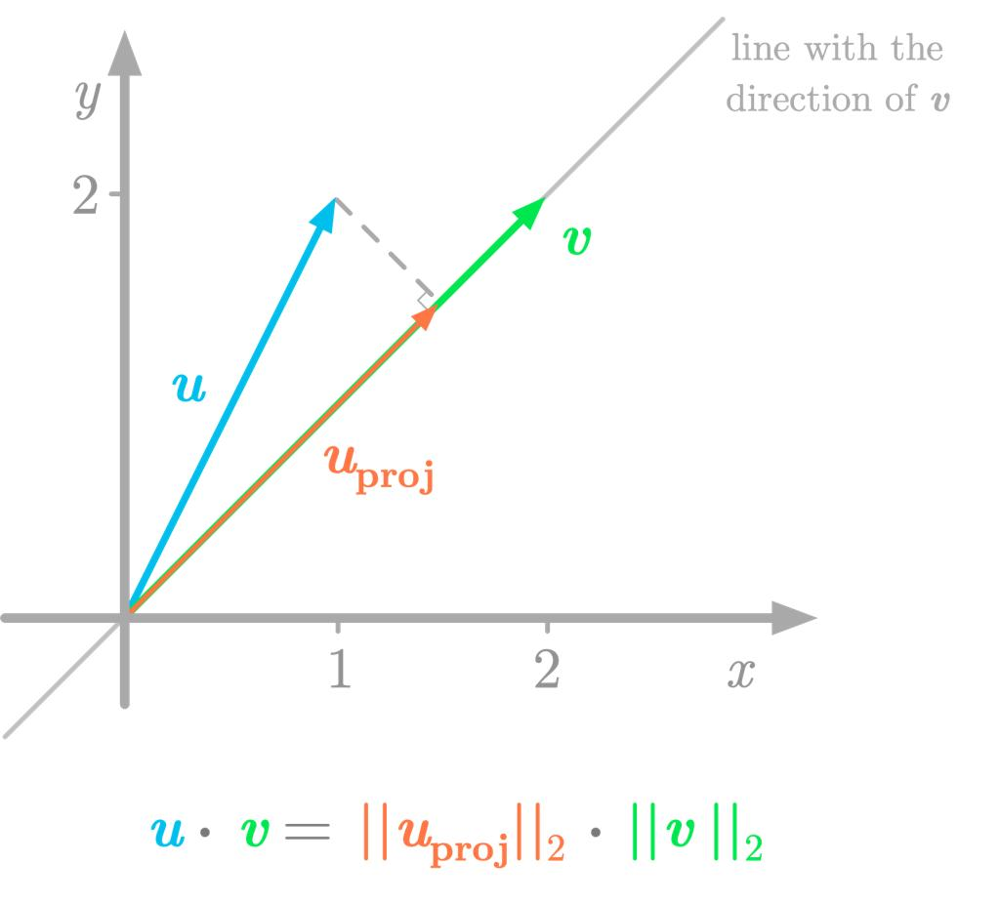 line with the
direction of v
y
2
v
u
u_proj
1 2 x
u · v = ||u_proj||_2 · ||v||_2